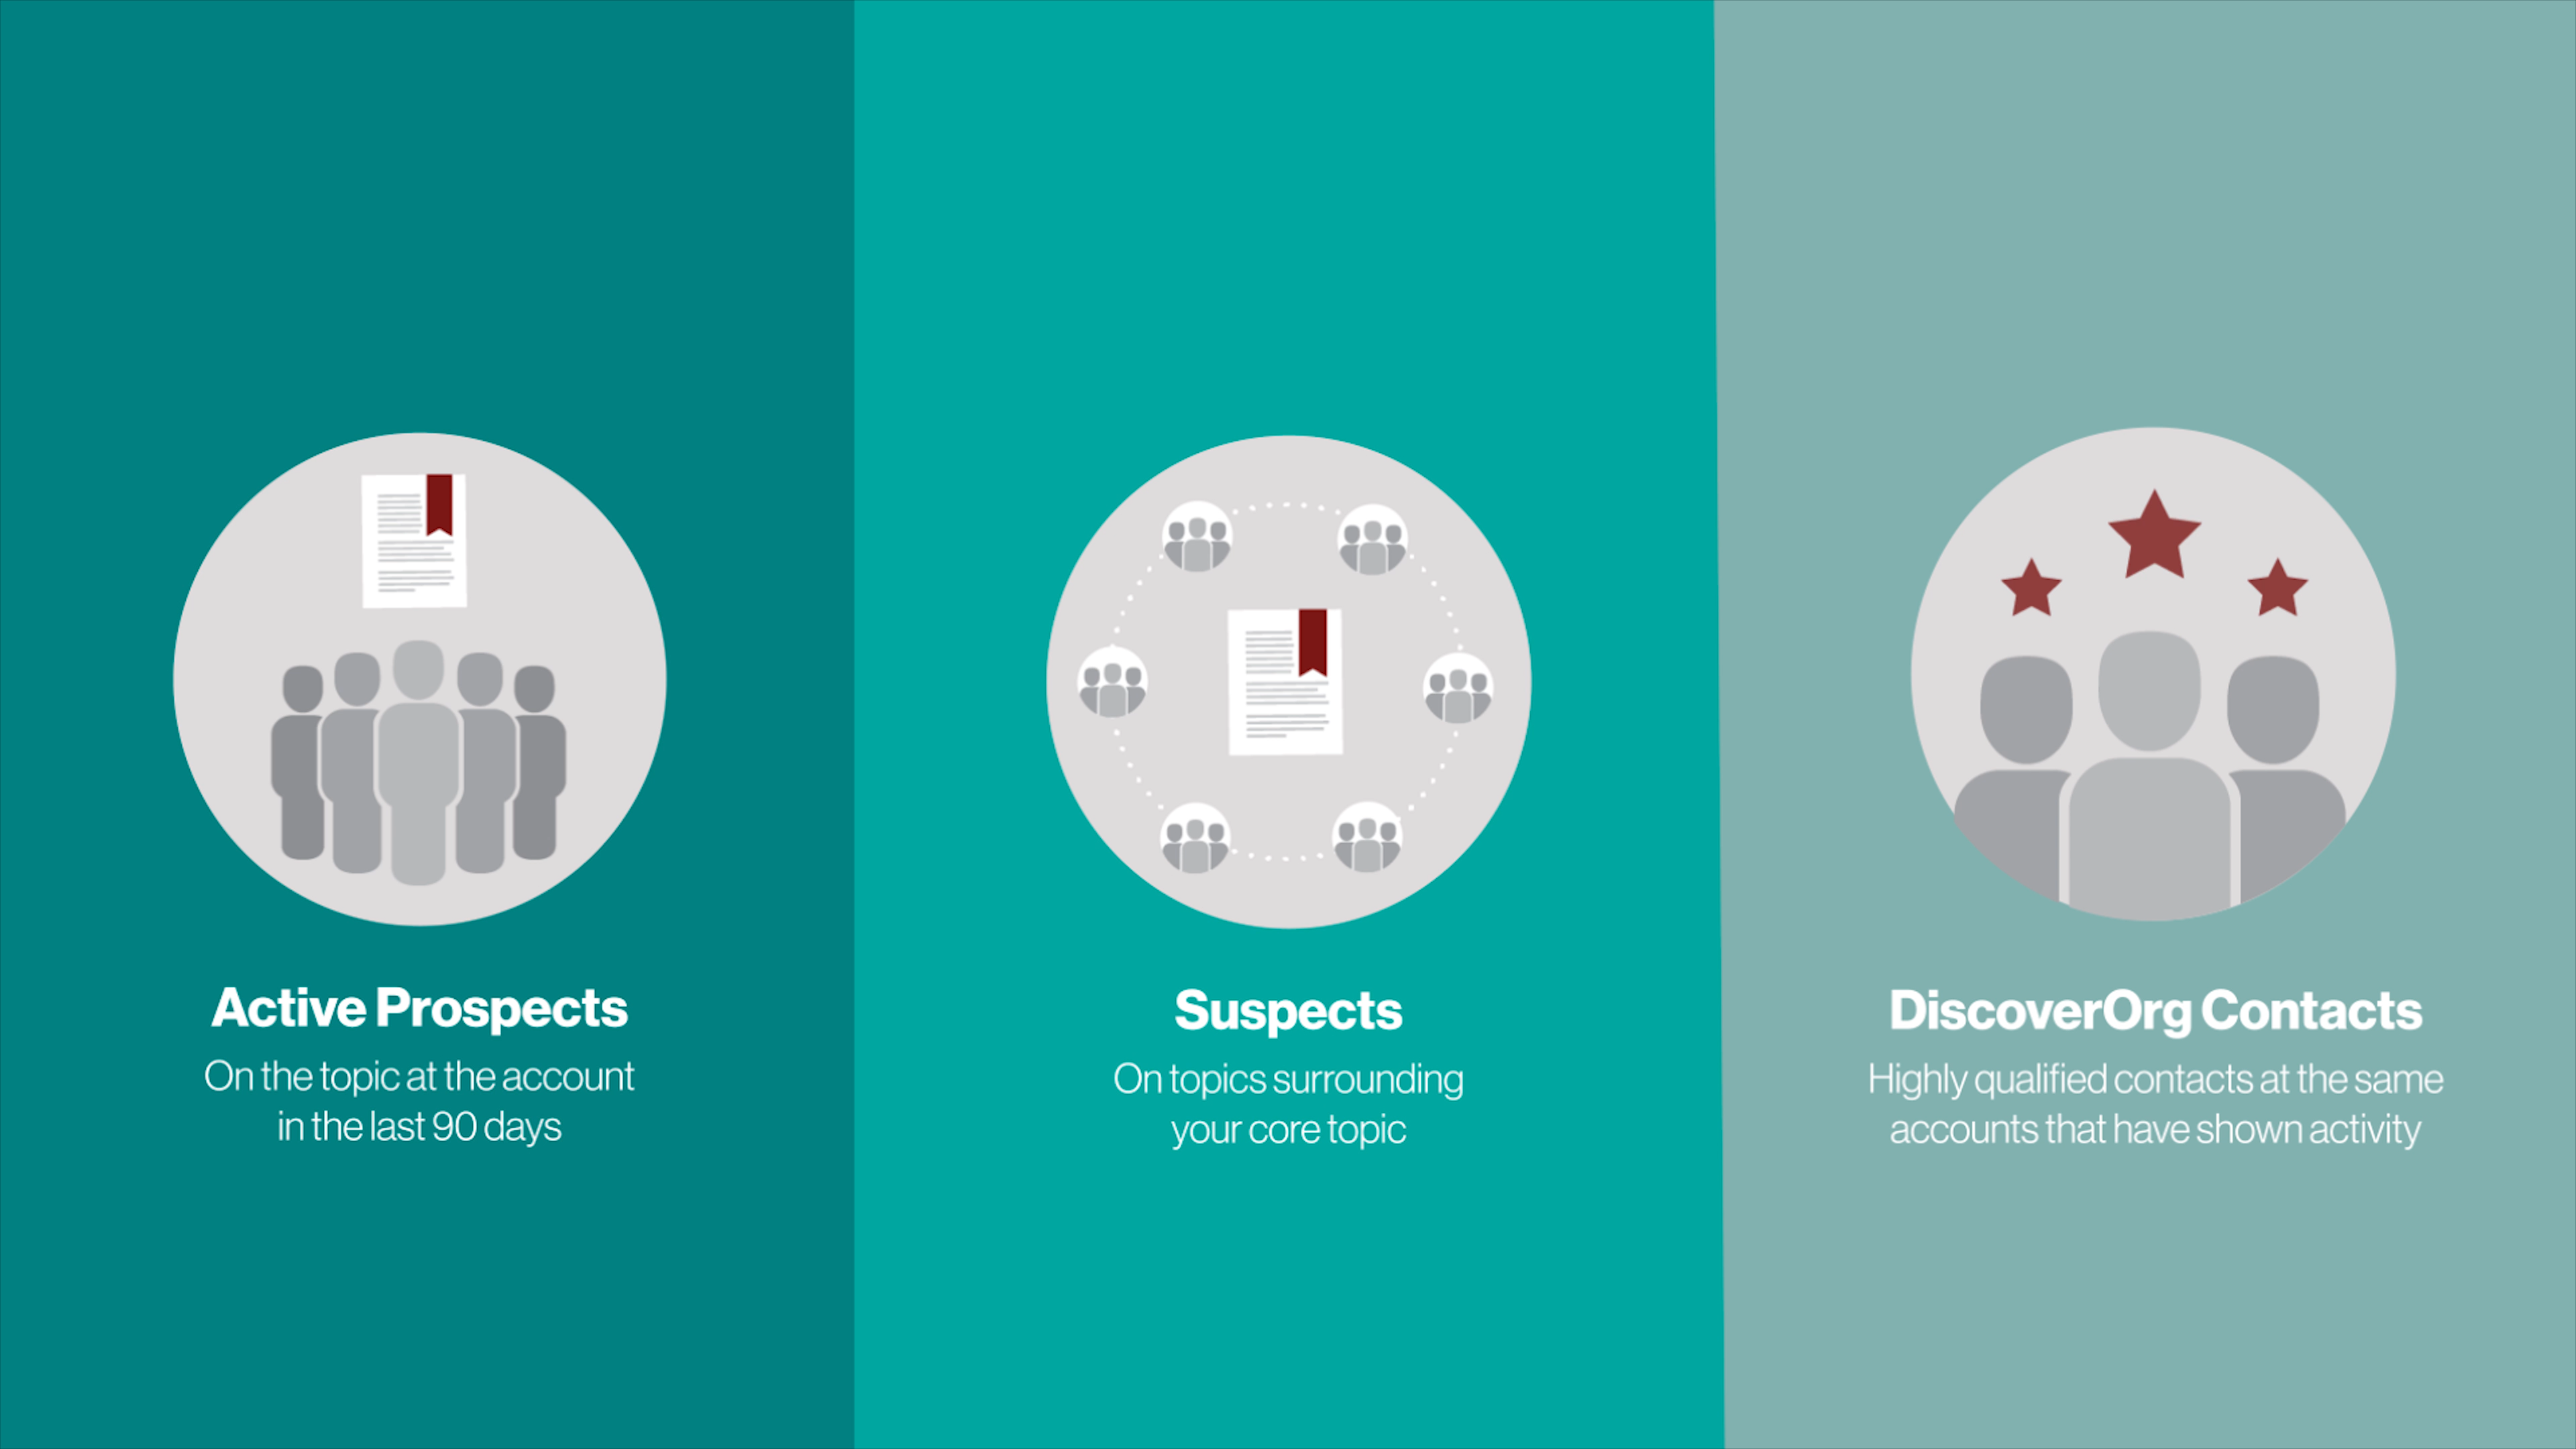 Active Prospects
On the topic at the account
in the last 90 days
Suspects
On topics surrounding
your core topic
DiscoverOrg Contacts
Highly qualified contacts at the same
accounts that have shown activity